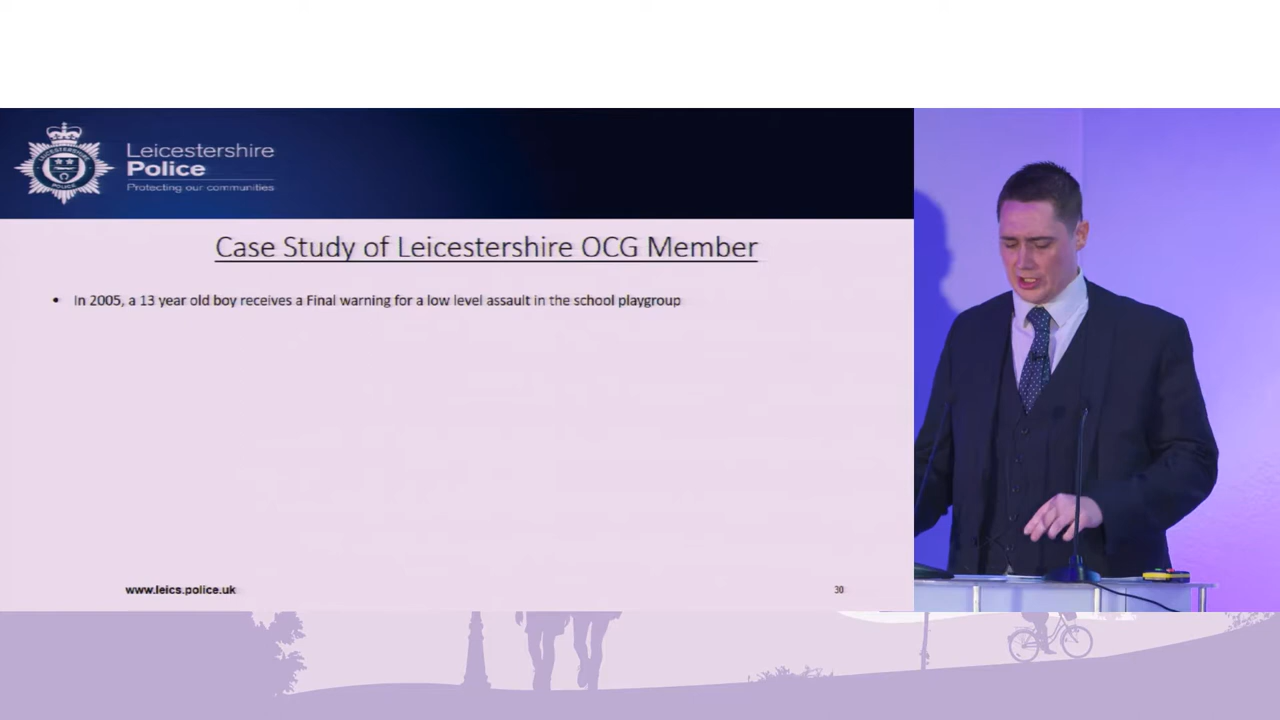 Leicestershire
Police
Protecting our communities
Case Study of Leicestershire OCG Member
• In 2005, a 13 year old boy receives a Final warning for a low level assault in the school playgroup
www.leics.police.uk
30